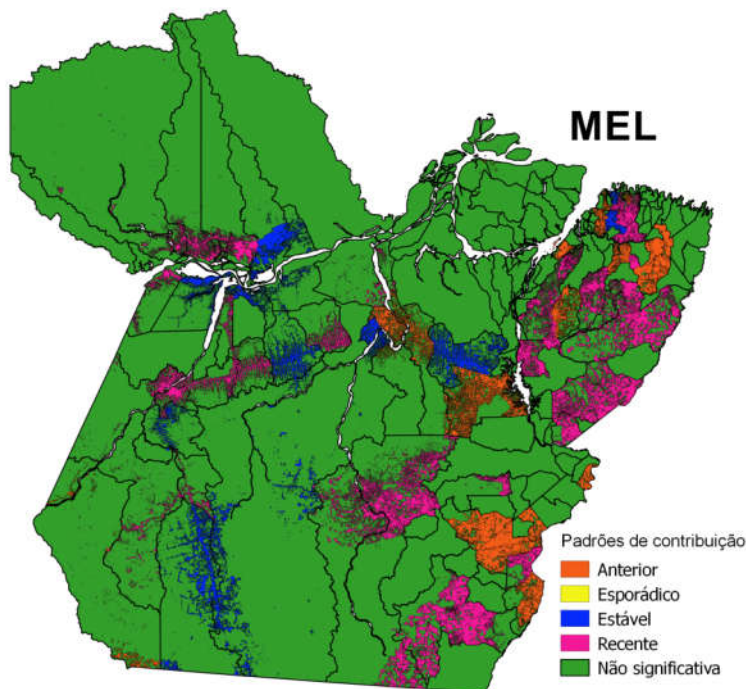 MEL
Padrões de contribuição
Anterior
Esporádico
Estável
Recente
Não significativa